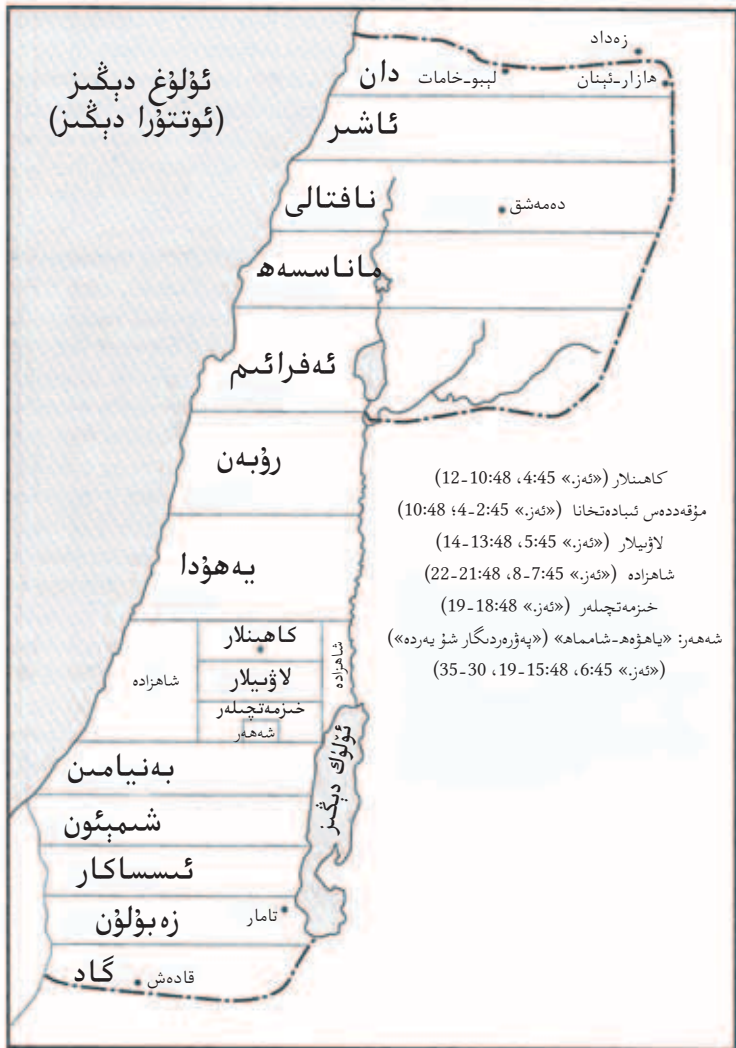 ئۇلۇغ دېڭىز
(ئوتتۇرا دېڭىز)
زەداد
دان
لېبو-خامات
ھازار-ئېنان
ئاشىر
نافتالى
دەمەشق
ماناسسەھ
ئەفرائىم
رۇبەن
يەھۇدا
كاھىنلار («ئەز.» 4:45، 10:48-12)
مۇقەددەس ئىبادەتخانا («ئەز.» 2:45-4؛ 10:48)
لاۋىيلار («ئەز.» 5:45، 13:48-14)
شاھزادە («ئەز.» 7:45-8، 21:48-22)
خىزمەتچىلەر («ئەز.» 18:48-19)
شەھەر: «ياھۋەھ-شامماھ» («پەۋرەردىگار شۇ يەردە»)
(«ئەز.» 6:45، 15:48-19، 30-35)
كاھىنلار
شاھزادە
لاۋىيلار
شاھزادە
خىزمەتچىلەر
شەھەر
ئۆلۈك دېڭىز
بەنيامىن
شىمېئون
ئىسساكار
زەبۇلۇن
تامار
گاد
قادەش